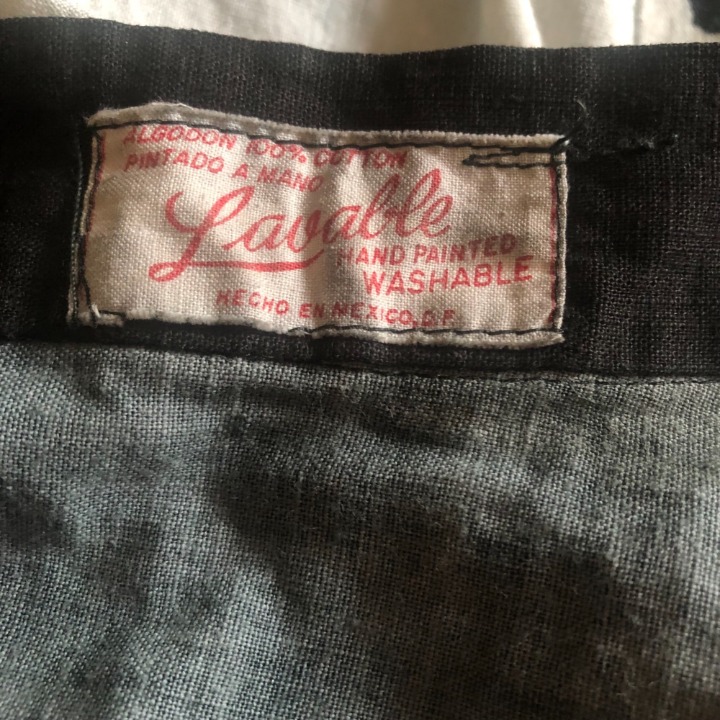 ALGODON 100% COTTON
PINTADO A MANO
Lavable
HAND PAINTED
WASHABLE
HECHO EN MEXICO, D.F.